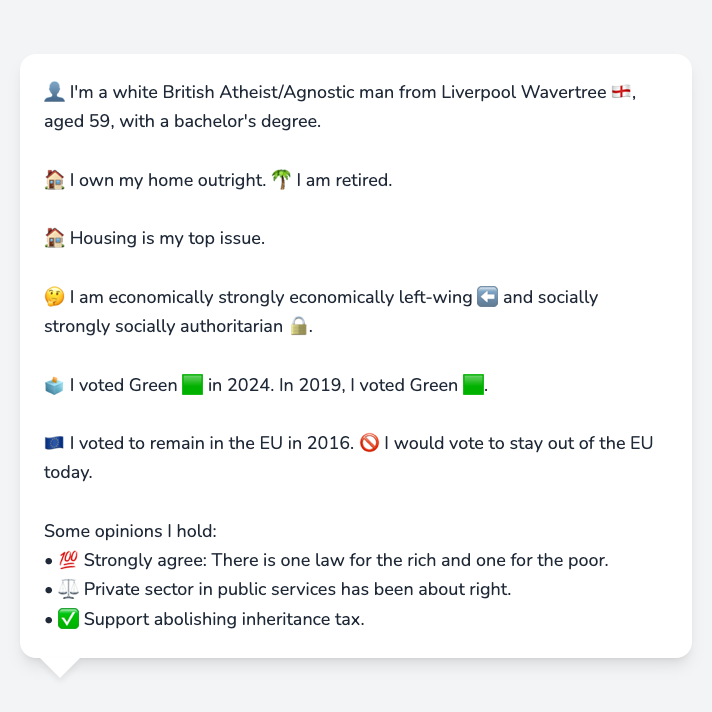 👤 I'm a white British Atheist/Agnostic man from Liverpool Wavertree 🏴󠁧󠁢󠁥󠁮󠁧󠁿,
aged 59, with a bachelor's degree.
🏠 I own my home outright. 🌴 I am retired.
🏠 Housing is my top issue.
🤔 I am economically strongly economically left-wing ⬅️ and socially
strongly socially authoritarian 🔒.
🗳️ I voted Green 🟩 in 2024. In 2019, I voted Green 🟩.
🇪🇺 I voted to remain in the EU in 2016. 🚫 I would vote to stay out of the EU
today.
Some opinions I hold:
• 💯 Strongly agree: There is one law for the rich and one for the poor.
• ⚖️ Private sector in public services has been about right.
• ✅ Support abolishing inheritance tax.